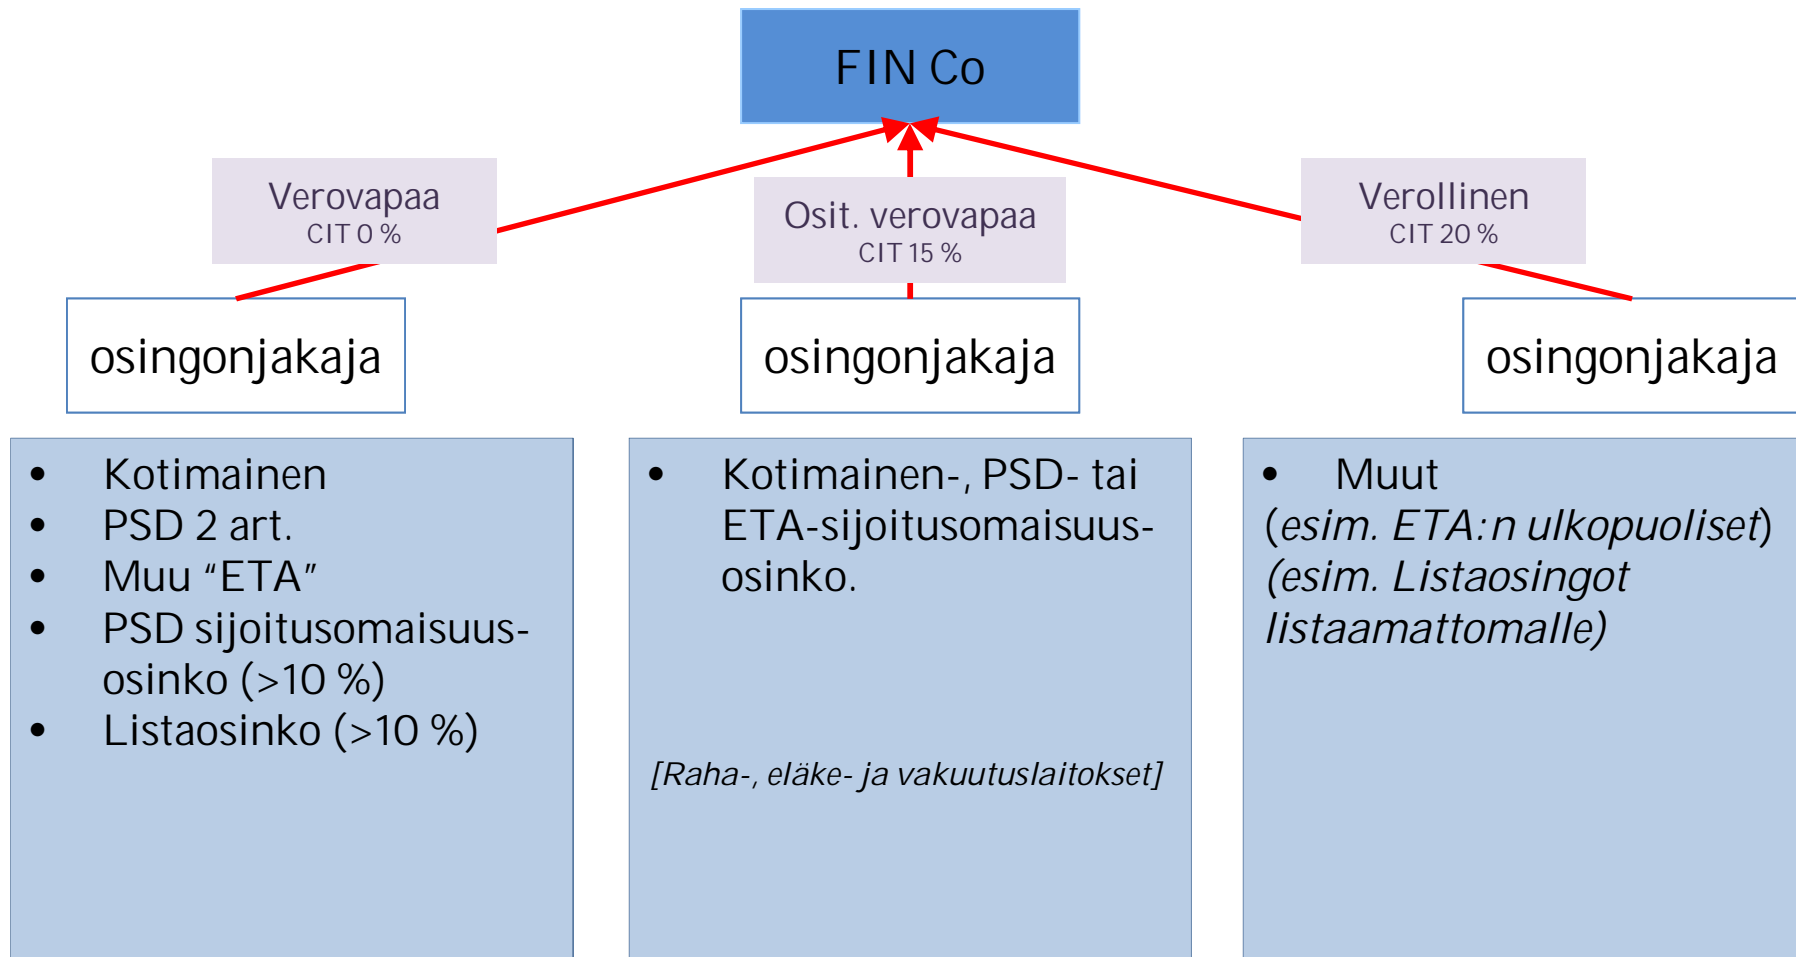 FIN Co
Verovapaa
CIT 0 %
Osit. verovapaa
CIT 15 %
Verollinen
CIT 20 %
osingonjakaja
osingonjakaja
osingonjakaja
• Kotimainen
• PSD 2 art.
• Muu “ETA”
• PSD sijoitusomaisuus-
osinko (>10 %)
• Listaosinko (>10 %)
• Kotimainen-, PSD- tai
ETA-sijoitusomaisuus-
osinko.
[Raha-, eläke- ja vakuutuslaitokset]
• Muut
(esim. ETA:n ulkopuoliset)
(esim. Listaosingot
listaamattomalle)